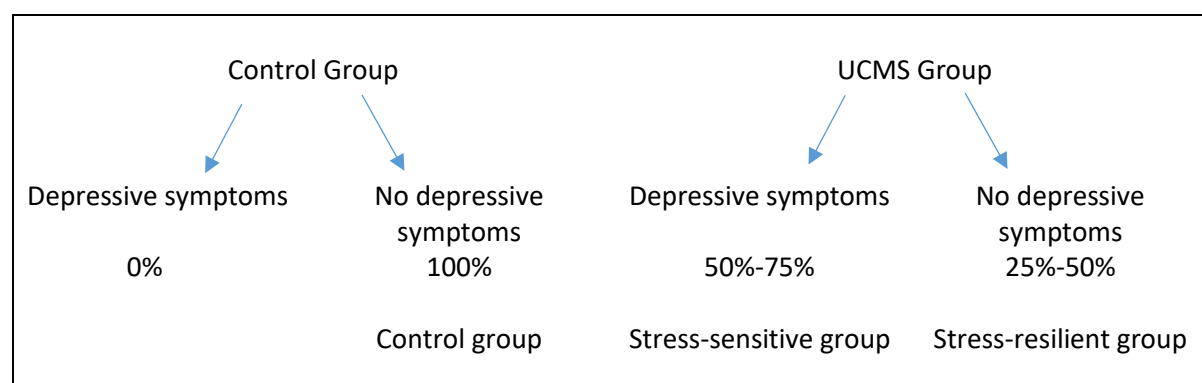 Control Group UCMS Group
Depressive symptoms No depressive Depressive symptoms No depressive
symptoms symptoms
0% 100% 50%-75% 25%-50%
Control group Stress-sensitive group Stress-resilient group